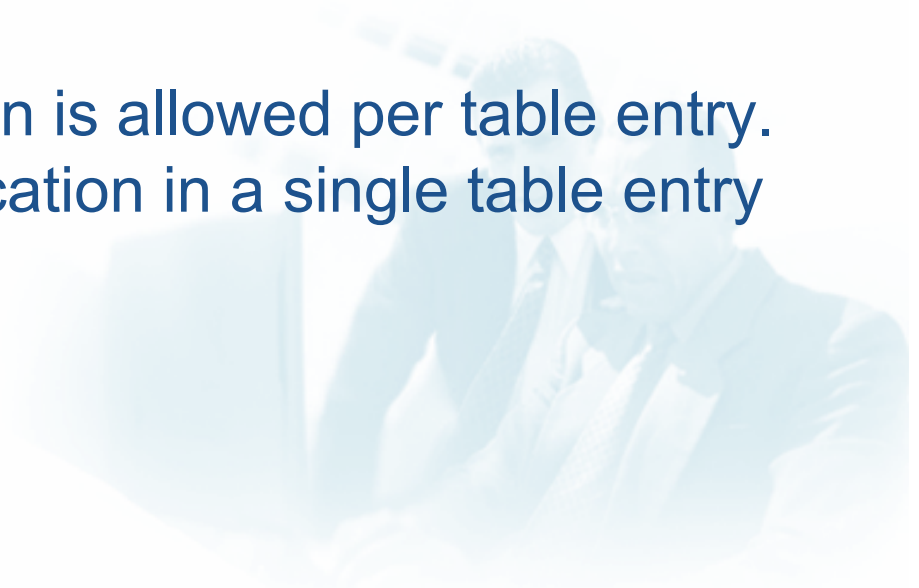 n is allowed per table entry.
cation in a single table entry